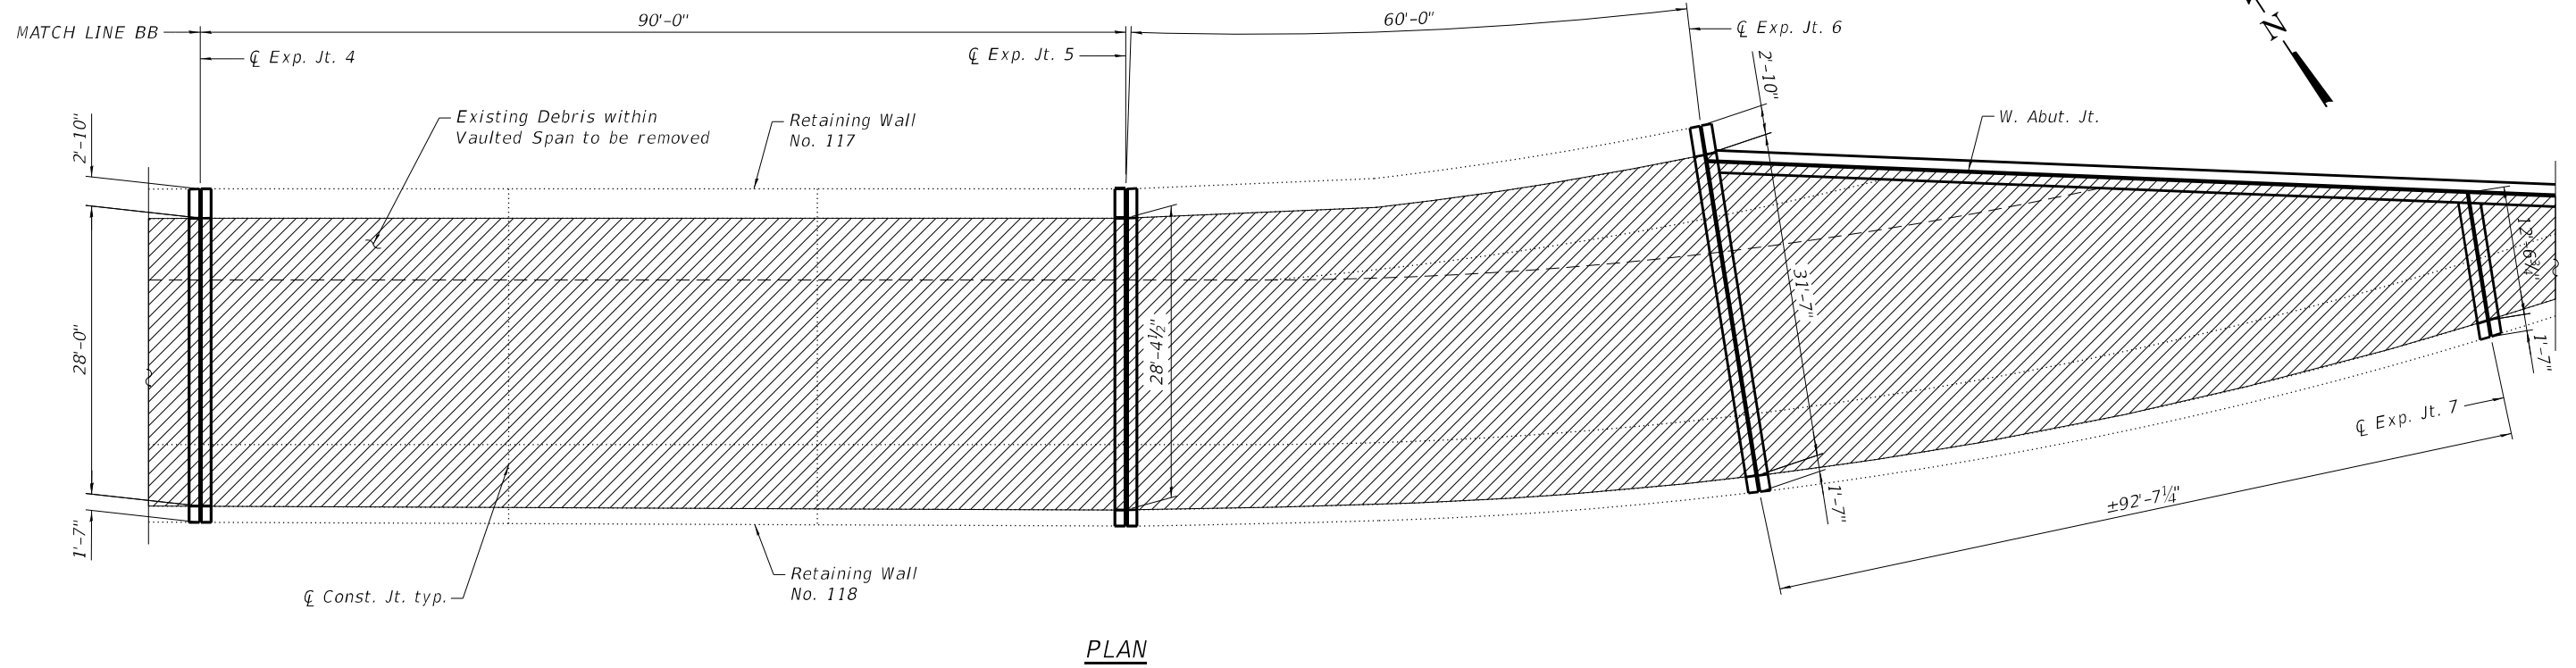 90'-0"
60'-0"
MATCH LINE BB
℄ Exp. Jt. 4
℄ Exp. Jt. 5
℄ Exp. Jt. 6
N
2'-10"
Existing Debris within
Vaulted Span to be removed
Retaining Wall
No. 117
2'-10"
W. Abut. Jt.
28'-0"
28'-4½"
31'-7"
12'-6¾"
1'-7"
1'-7"
1'-7"
℄ Exp. Jt. 7
±92'-7¼"
℄ Const. Jt. typ.
Retaining Wall
No. 118
PLAN